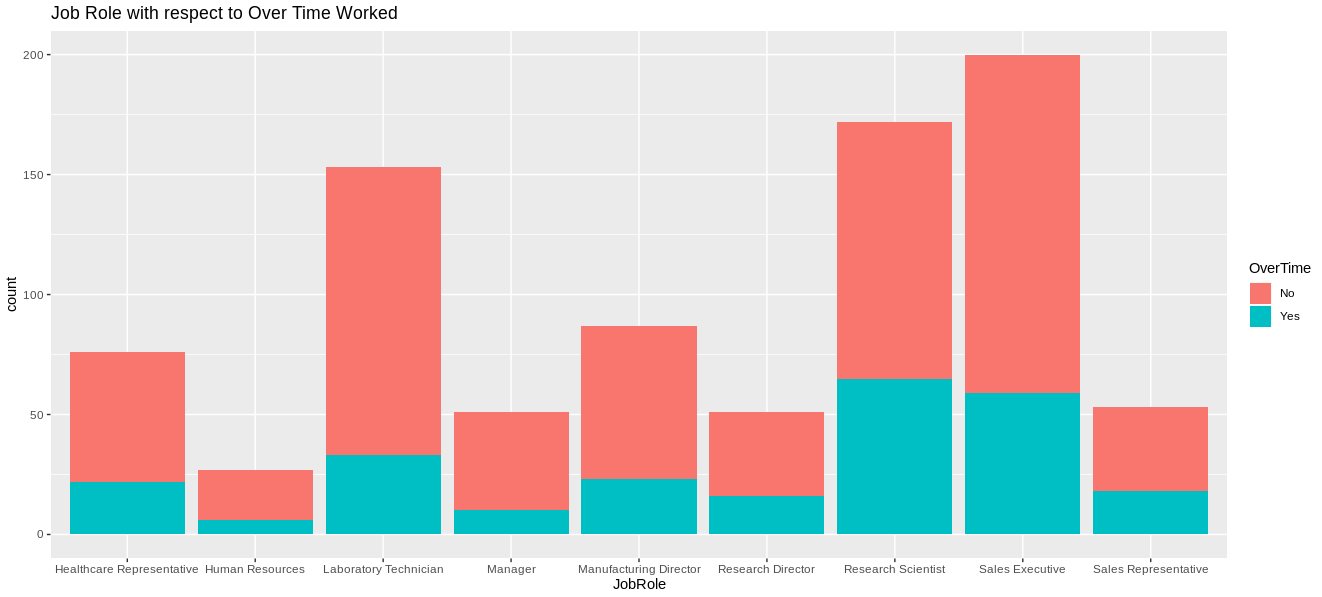 Job Role with respect to Over Time Worked
200
150
100
50
0
count
Healthcare Representative Human Resources Laboratory Technician Manager Manufacturing Director Research Director Research Scientist Sales Executive Sales Representative
JobRole
OverTime
No
Yes